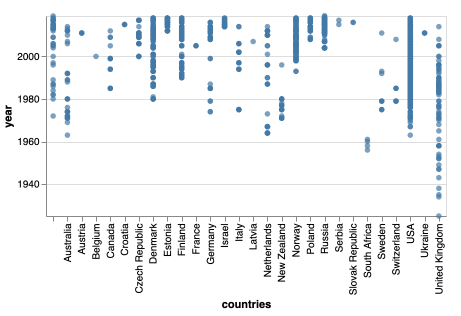 2000
1980
1960
1940
year
Australia
Austria
Belgium
Canada
Croatia
Czech Republic
Denmark
Estonia
Finland
France
Germany
Israel
Italy
Latvia
Netherlands
New Zealand
Norway
Poland
Russia
Serbia
Slovak Republic
South Africa
Sweden
Switzerland
USA
Ukraine
United Kingdom
countries